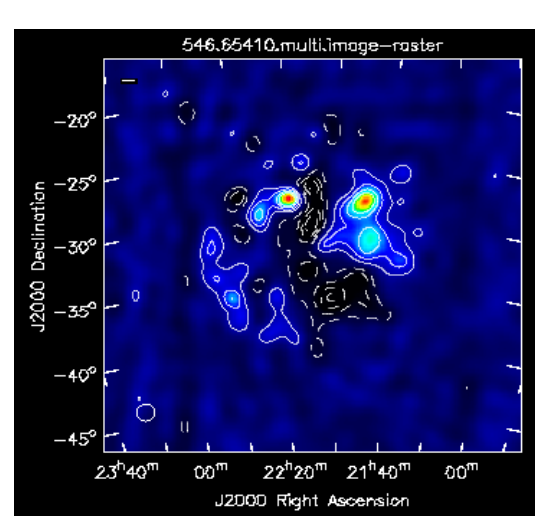 546.65410.multi.image-raster
-20°
-25°
-30°
-35°
-40°
-45°
J2000 Declination
23ʰ40ᵐ 00ᵐ 22ʰ20ᵐ 21ʰ40ᵐ 00ᵐ
J2000 Right Ascension